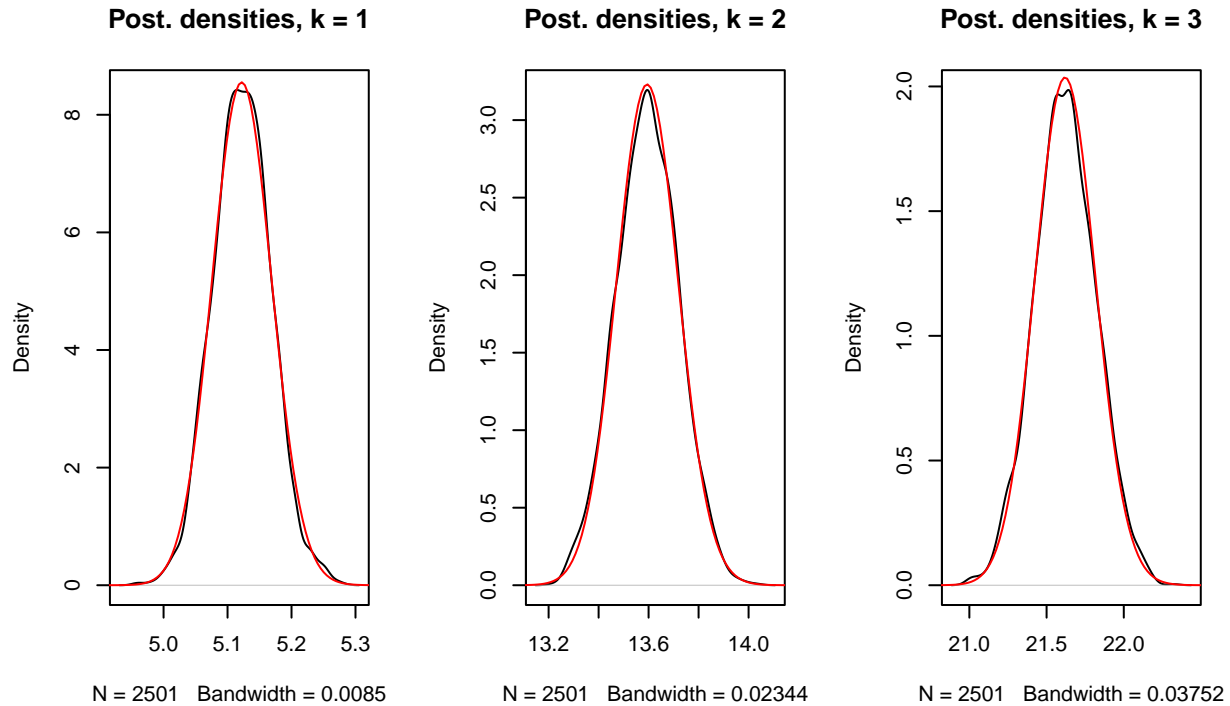 Post. densities, k = 1
Density
0 2 4 6 8
5.0 5.1 5.2 5.3
N = 2501 Bandwidth = 0.0085
Post. densities, k = 2
Density
0.0 0.5 1.0 1.5 2.0 2.5 3.0
13.2 13.6 14.0
N = 2501 Bandwidth = 0.02344
Post. densities, k = 3
Density
0.0 0.5 1.0 1.5 2.0
21.0 21.5 22.0
N = 2501 Bandwidth = 0.03752